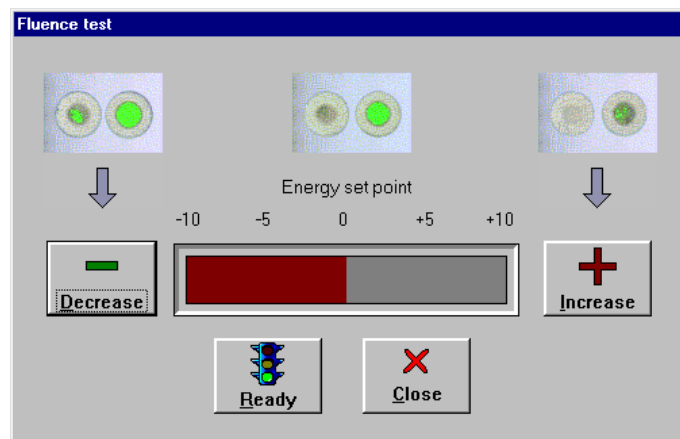 Fluence test
Energy set point
-10 -5 0 +5 +10
Decrease
Increase
Ready
Close